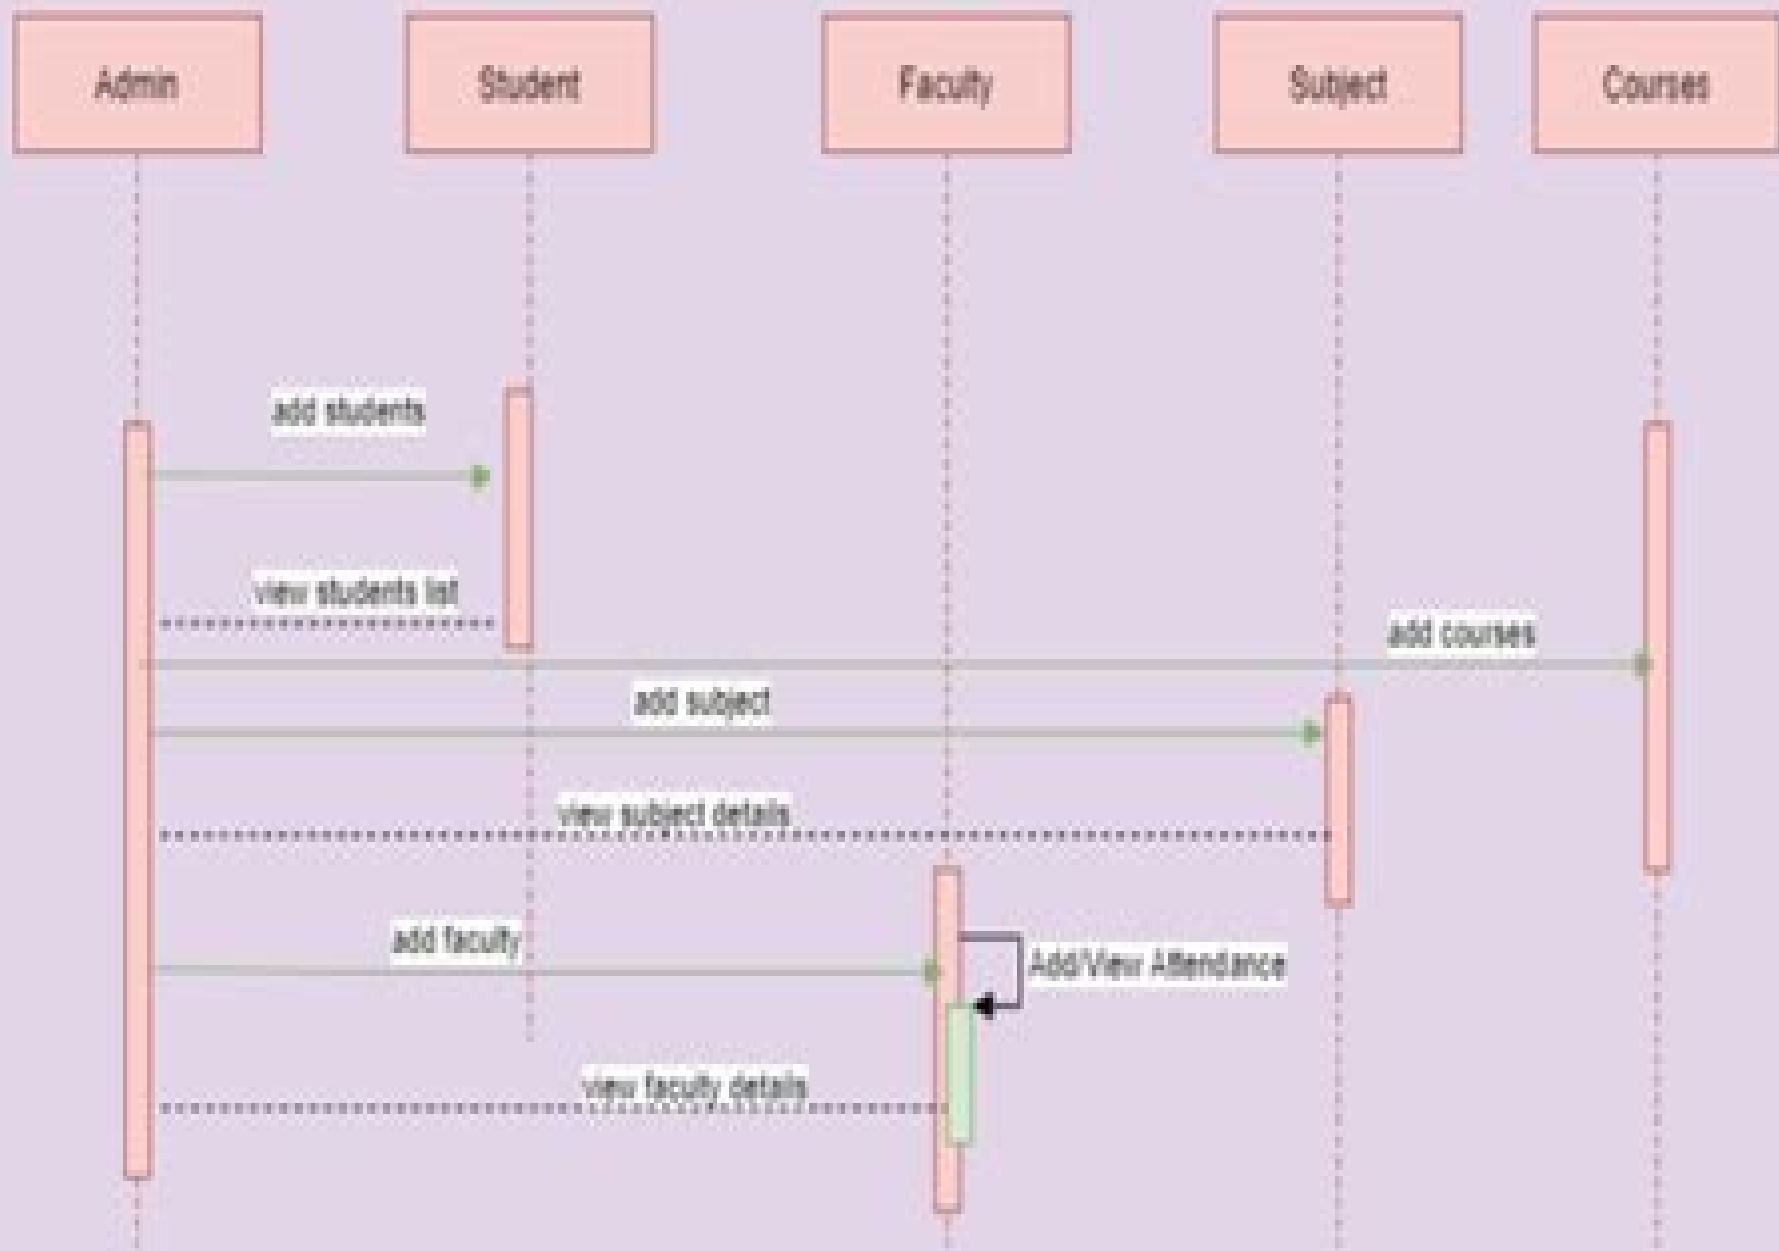 Admin
Student
Faculty
Subject
Courses
add students
view students list
add courses
add subject
view subject details
add faculty
Add/View Attendance
view faculty details